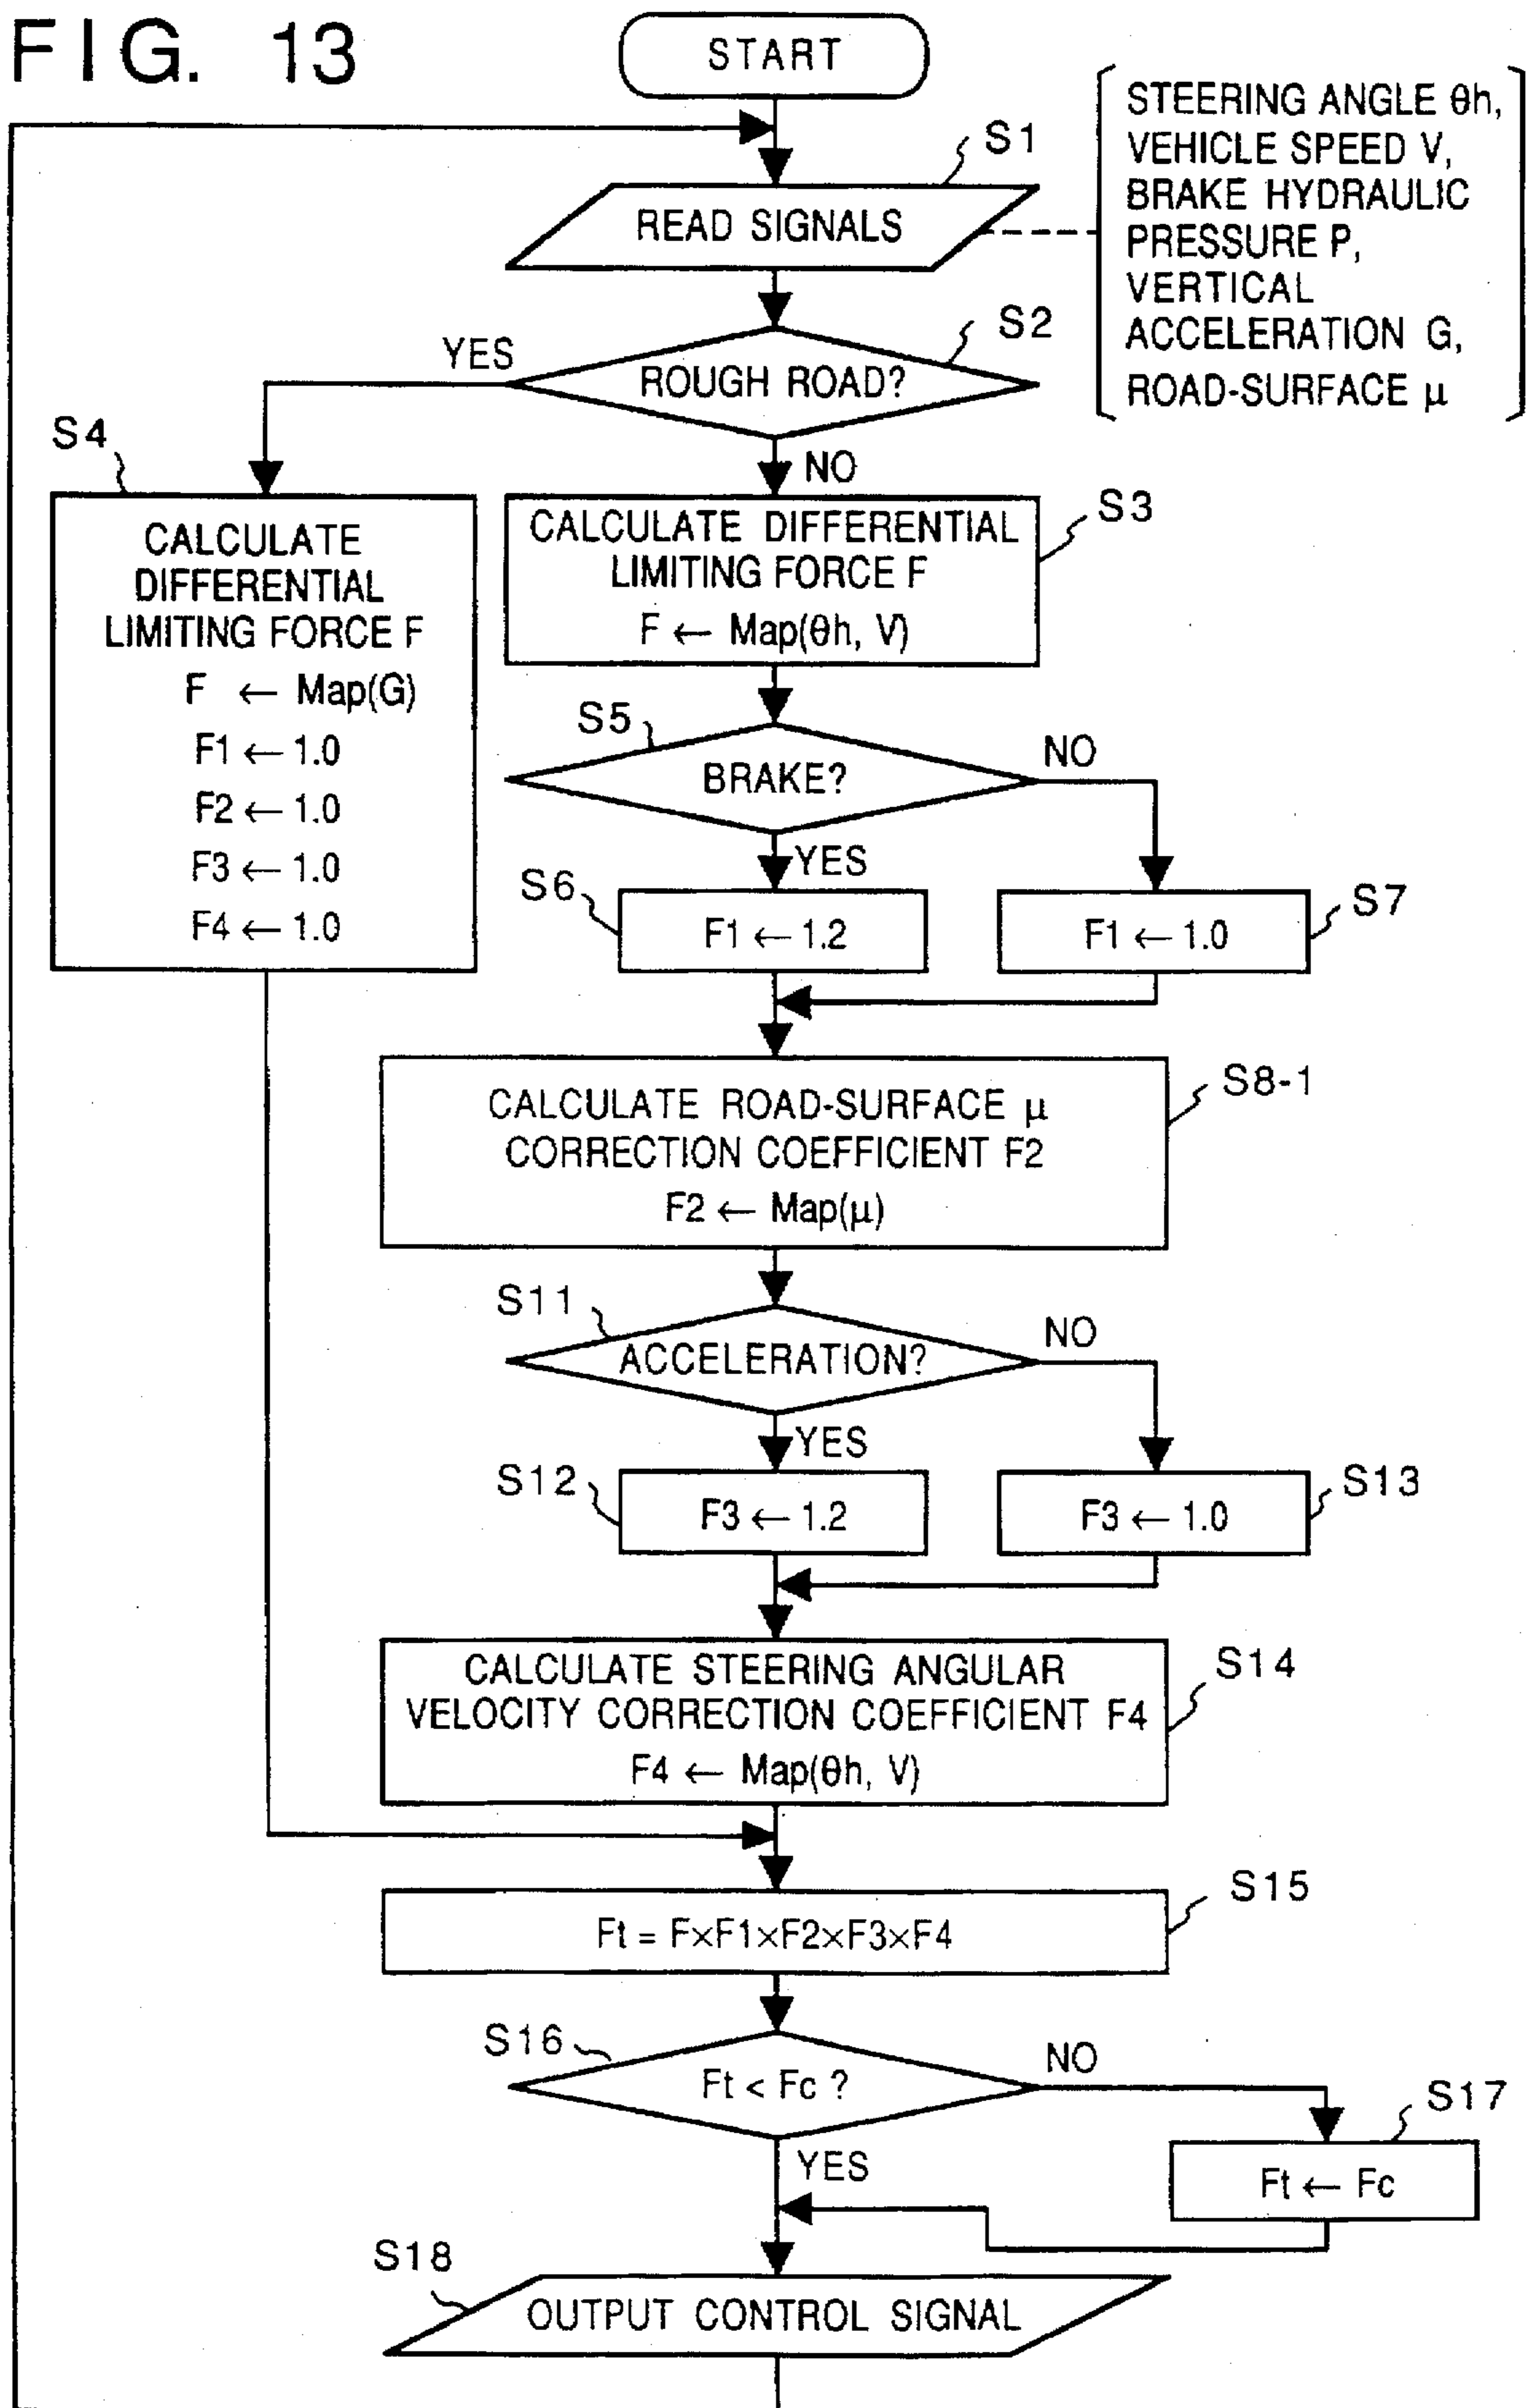 FIG. 13
START
STEERING ANGLE θh,
VEHICLE SPEED V,
BRAKE HYDRAULIC
PRESSURE P,
VERTICAL
ACCELERATION G,
ROAD-SURFACE μ
S1
READ SIGNALS
S2
YES
ROUGH ROAD?
NO
S4
CALCULATE
DIFFERENTIAL
LIMITING FORCE F
F ← Map(G)
F1 ← 1.0
F2 ← 1.0
F3 ← 1.0
F4 ← 1.0
S3
CALCULATE DIFFERENTIAL
LIMITING FORCE F
F ← Map(θh, V)
S5
BRAKE?
NO
YES
S6
F1 ← 1.2
S7
F1 ← 1.0
S8-1
CALCULATE ROAD-SURFACE μ
CORRECTION COEFFICIENT F2
F2 ← Map(μ)
S11
ACCELERATION?
NO
YES
S12
F3 ← 1.2
S13
F3 ← 1.0
S14
CALCULATE STEERING ANGULAR
VELOCITY CORRECTION COEFFICIENT F4
F4 ← Map(θh, V)
S15
Ft = F×F1×F2×F3×F4
S16
Ft < Fc ?
NO
YES
S17
Ft ← Fc
S18
OUTPUT CONTROL SIGNAL